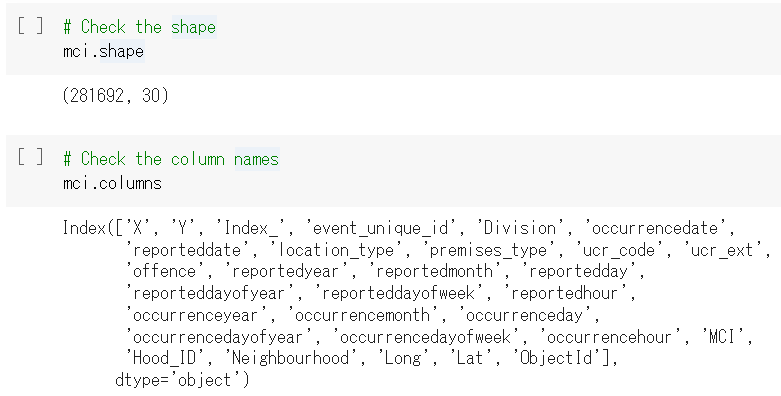 [ ] # Check the shape
mci.shape
(281692, 30)
[ ] # Check the column names
mci.columns
Index(['X', 'Y', 'Index_', 'event_unique_id', 'Division', 'occurrencedate',
'reporteddate', 'location_type', 'premises_type', 'ucr_code', 'ucr_ext',
'offence', 'reportedyear', 'reportedmonth', 'reportedday',
'reporteddayofyear', 'reporteddayofweek', 'reportedhour',
'occurrenceyear', 'occurrencemonth', 'occurrenceday',
'occurrencedayofyear', 'occurrencedayofweek', 'occurrencehour', 'MCI',
'Hood_ID', 'Neighbourhood', 'Long', 'Lat', 'ObjectId'],
dtype='object')